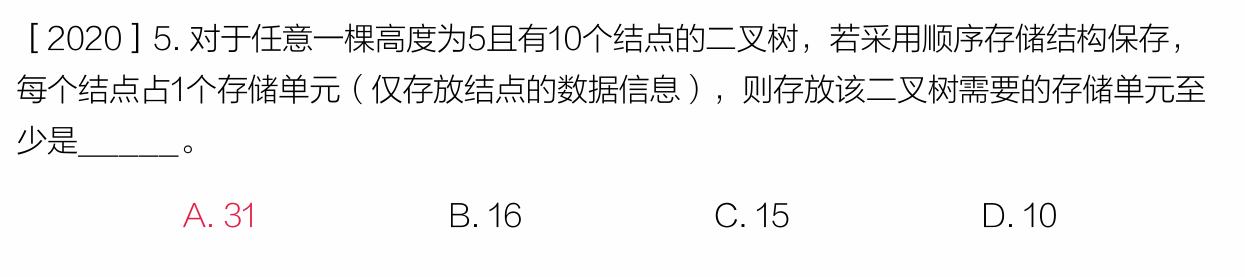 [ 2020 ] 5. 对于任意一棵高度为5且有10个结点的二叉树，若采用顺序存储结构保存，
每个结点占1个存储单元（仅存放结点的数据信息），则存放该二叉树需要的存储单元至
少是______。
A. 31 B. 16 C. 15 D. 10